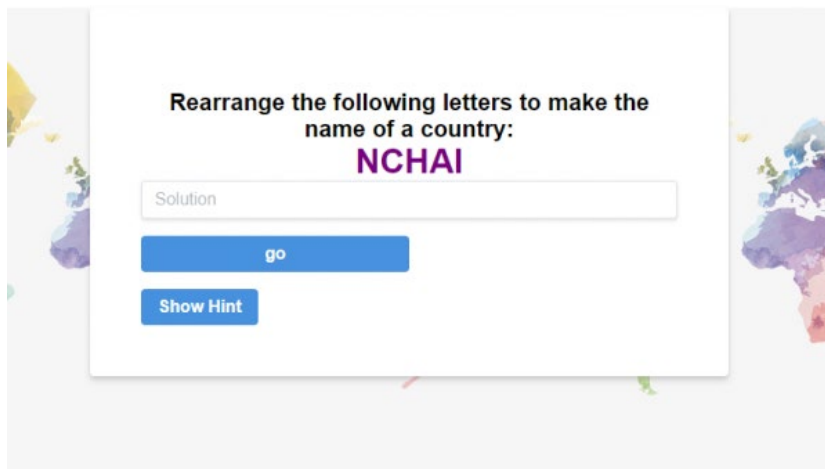 Rearrange the following letters to make the
name of a country:
NCHAI
Solution
go
Show Hint